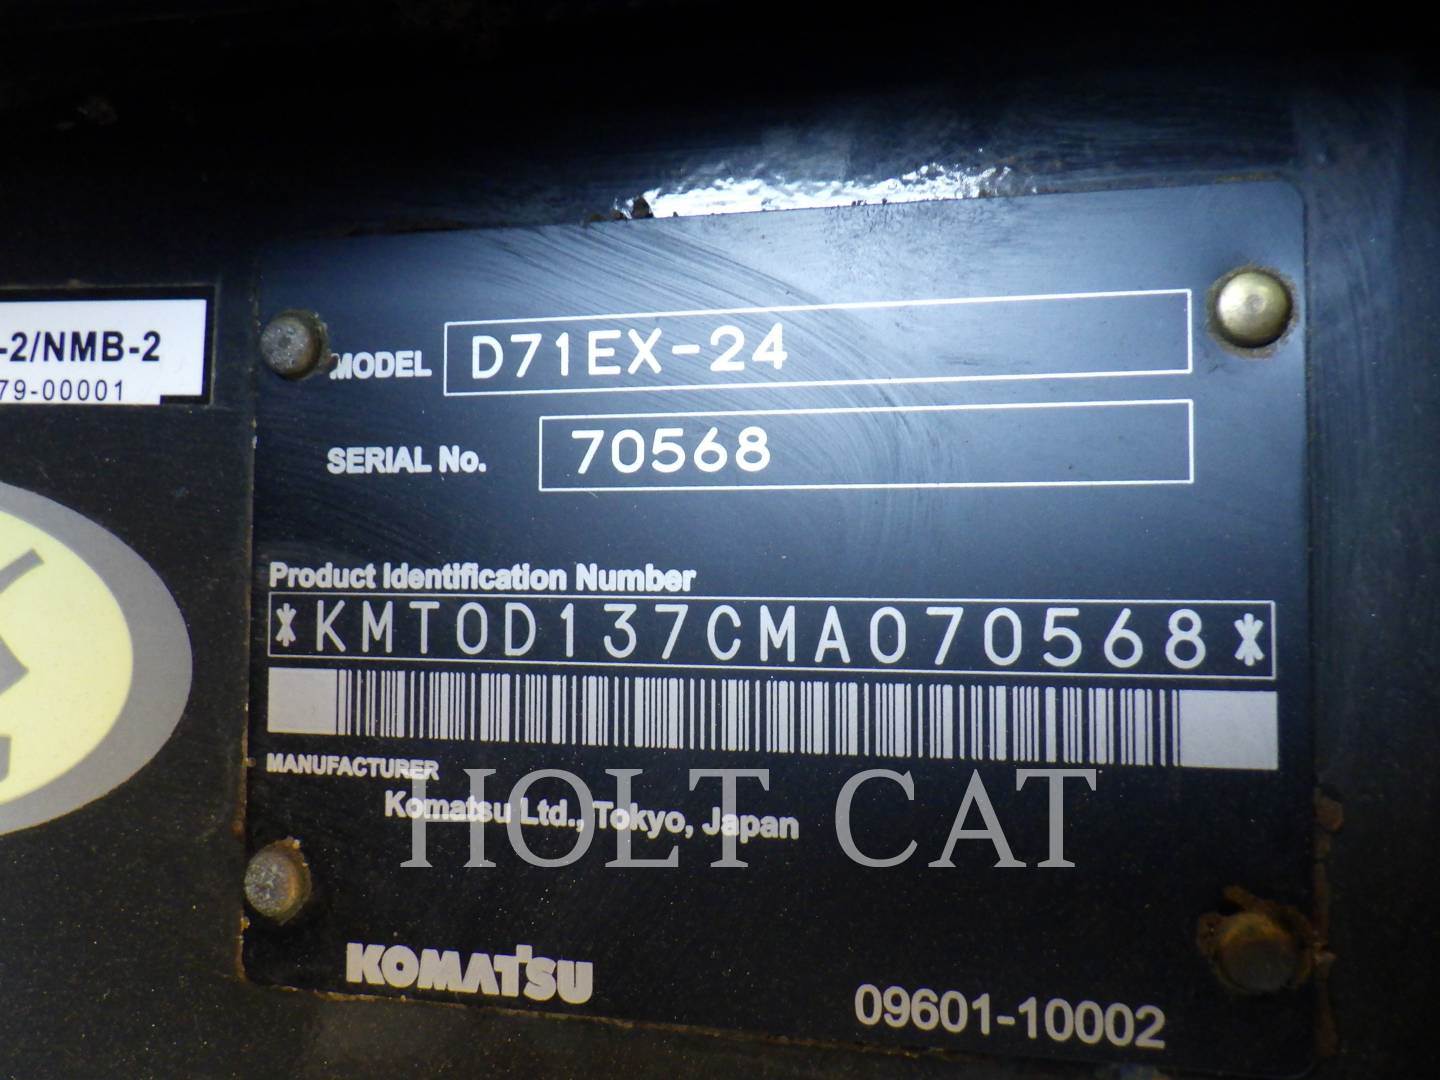 -2/NMB-2
79-00001
MODEL D71EX-24
SERIAL No. 70568
Product Identification Number
*KMT0D137CMA070568*
MANUFACTURER
Komatsu Ltd., Tokyo, Japan
HOLT CAT
KOMATSU
09601-10002